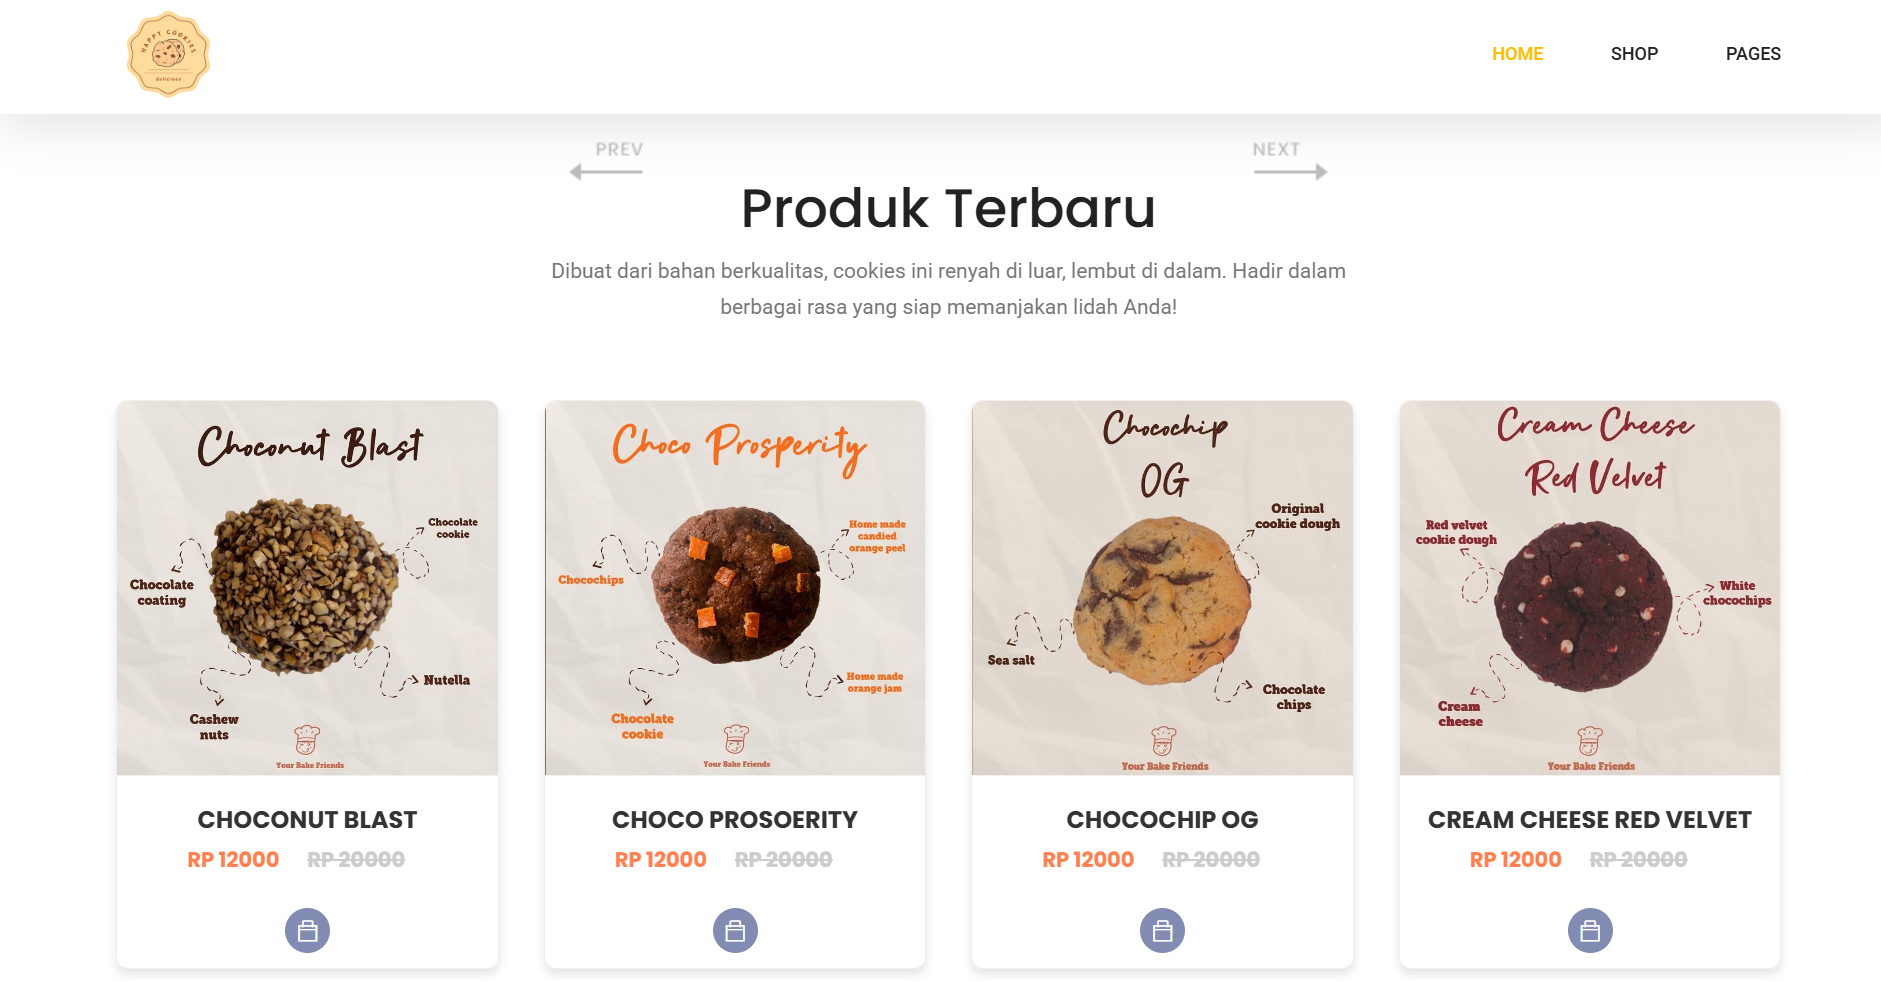 HAPPY COOKIES
delicious
HOME
SHOP
PAGES
PREV
NEXT
Produk Terbaru
Dibuat dari bahan berkualitas, cookies ini renyah di luar, lembut di dalam. Hadir dalam
berbagai rasa yang siap memanjakan lidah Anda!
Choconut Blast
Chocolate
cookie
Chocolate
coating
Nutella
Cashew
nuts
Your Bake Friends
CHOCONUT BLAST
RP 12000 RP 20000
Choco Prosperity
Home made
candied
orange peel
Chocochips
Home made
orange jam
Chocolate
cookie
Your Bake Friends
CHOCO PROSOERITY
RP 12000 RP 20000
Chocochip
OG
Original
cookie dough
Sea salt
Chocolate
chips
Your Bake Friends
CHOCOCHIP OG
RP 12000 RP 20000
Cream Cheese
Red Velvet
Red velvet
cookie dough
White
chocochips
Cream
cheese
Your Bake Friends
CREAM CHEESE RED VELVET
RP 12000 RP 20000